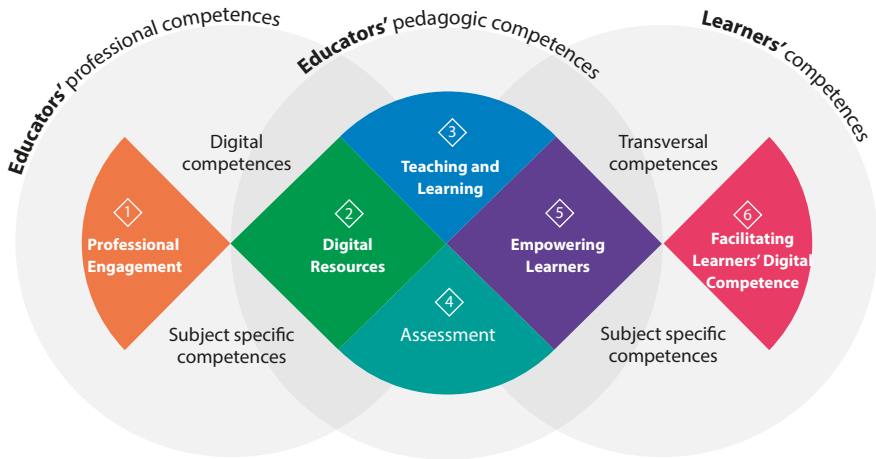 Educators' professional competences
Educators' pedagogic competences
Learners' competences
Digital
competences
3
Teaching and
Learning
Transversal
competences
1
Professional
Engagement
2
Digital
Resources
5
Empowering
Learners
6
Facilitating
Learners' Digital
Competence
4
Assessment
Subject specific
competences
Subject specific
competences